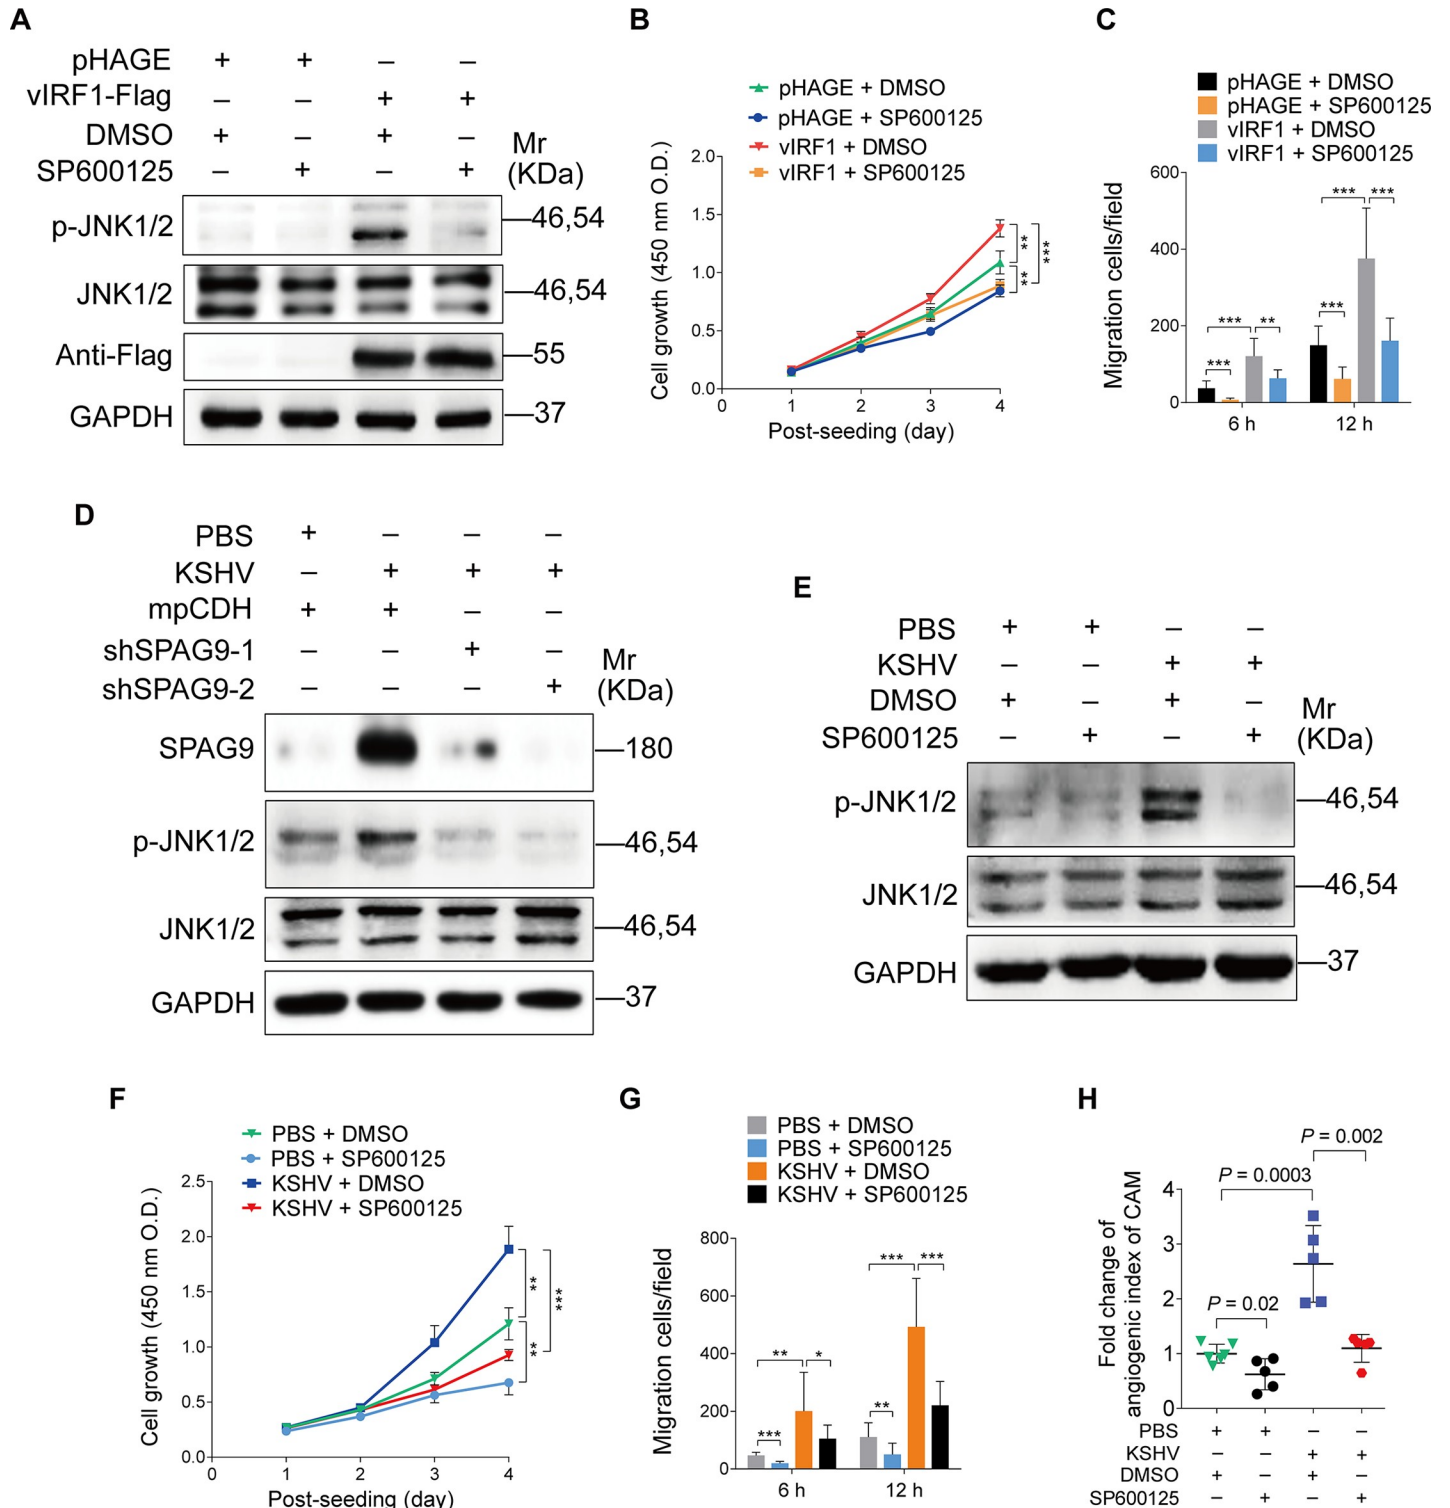 A
pHAGE + + – –
vIRF1-Flag – – + +
DMSO + – + –
SP600125 – + – +
Mr
(KDa)
p-JNK1/2
46,54
JNK1/2
46,54
Anti-Flag
55
GAPDH
37
B
pHAGE + DMSO
pHAGE + SP600125
vIRF1 + DMSO
vIRF1 + SP600125
Cell growth (450 nm O.D.)
2.0
1.5
1.0
0.5
0.0
0 1 2 3 4
Post-seeding (day)
** *** **
C
pHAGE + DMSO
pHAGE + SP600125
vIRF1 + DMSO
vIRF1 + SP600125
Migration cells/field
600
400
200
0
*** *** **
*** *** ***
6 h 12 h
D
PBS + – – –
KSHV – + + +
mpCDH + + – –
shSPAG9-1 – – + –
shSPAG9-2 – – – +
Mr
(KDa)
SPAG9
180
p-JNK1/2
46,54
JNK1/2
46,54
GAPDH
37
E
PBS + + – –
KSHV – – + +
DMSO + – + –
SP600125 – + – +
Mr
(KDa)
p-JNK1/2
46,54
JNK1/2
46,54
GAPDH
37
F
PBS + DMSO
PBS + SP600125
KSHV + DMSO
KSHV + SP600125
Cell growth (450 nm O.D.)
2.5
2.0
1.5
1.0
0.5
0.0
0 1 2 3 4
Post-seeding (day)
** *** **
G
PBS + DMSO
PBS + SP600125
KSHV + DMSO
KSHV + SP600125
Migration cells/field
800
600
400
200
0
*** ** *
** *** ***
6 h 12 h
H
P = 0.002
P = 0.0003
P = 0.02
Fold change of
angiogenic index of CAM
4
3
2
1
0
PBS + + – –
KSHV – – + +
DMSO + – + –
SP600125 – + – +